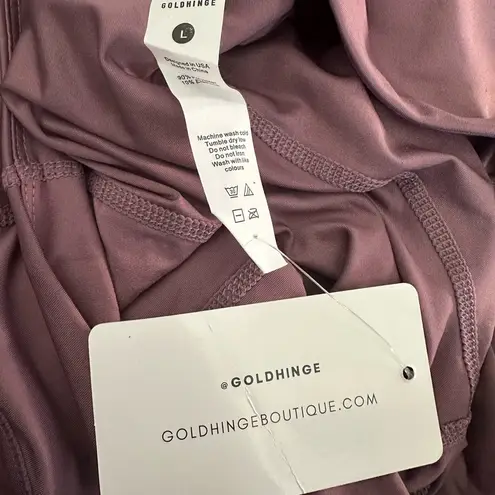 GOLDHINGE
L
Designed in USA
Made in China
90%
10%
Machine wash cold
Tumble dry low
Do not bleach
Do not iron
Wash with like
colours
30
@GOLDHINGE
GOLDHINGEBOUTIQUE.COM